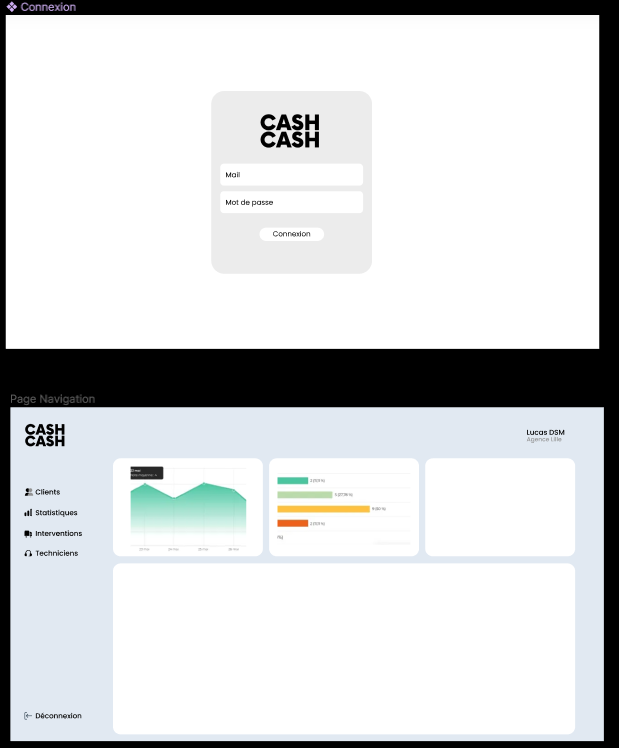 Connexion
CASH
CASH
Mail
Mot de passe
Connexion
Page Navigation
CASH
CASH
Lucas DSM
Agence Lille
Clients
Statistiques
Interventions
Techniciens
Déconnexion